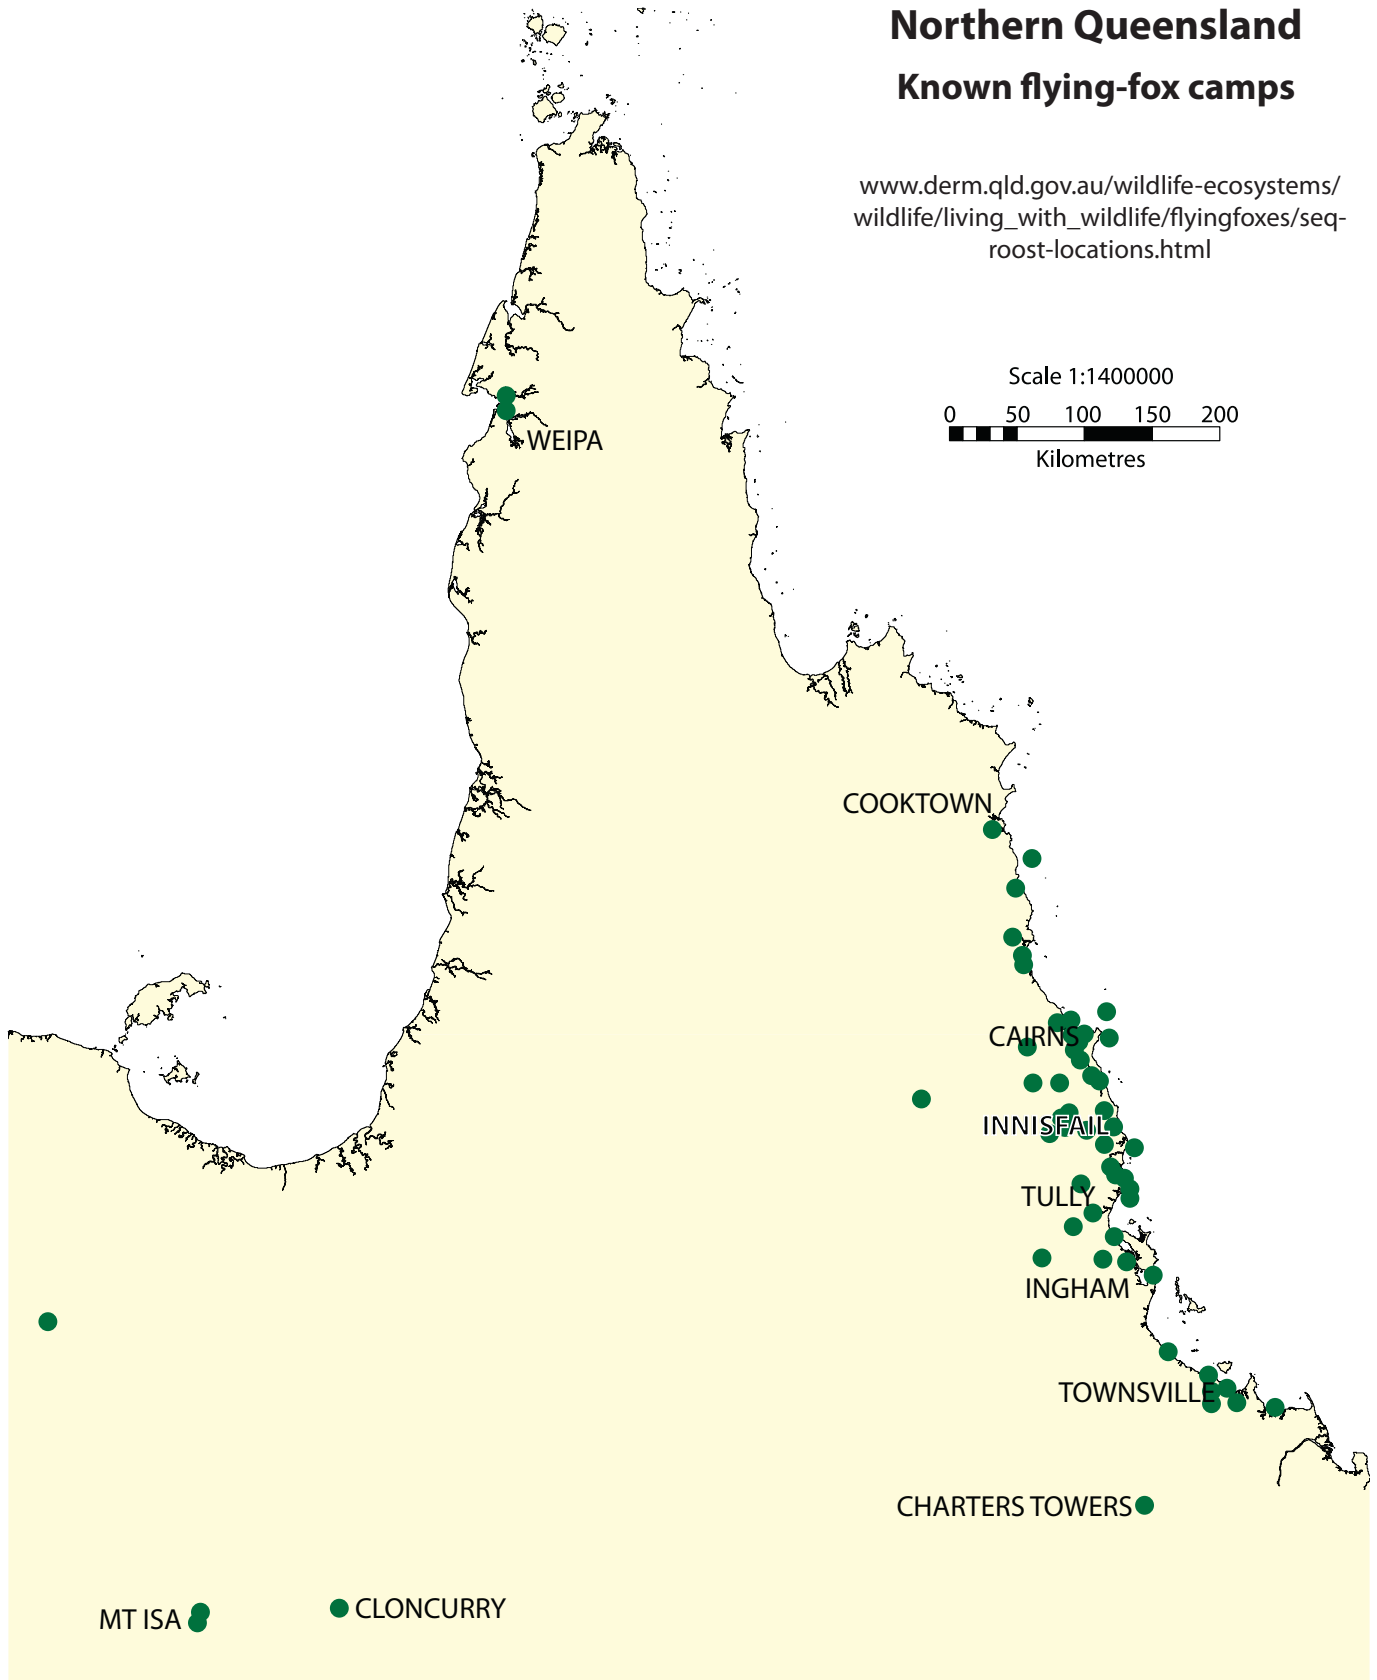 Northern Queensland
Known flying-fox camps
www.derm.qld.gov.au/wildlife-ecosystems/
wildlife/living_with_wildlife/flyingfoxes/seq-
roost-locations.html
Scale 1:1400000
0 50 100 150 200
Kilometres
WEIPA
COOKTOWN
CAIRNS
INNISFAIL
TULLY
INGHAM
TOWNSVILLE
CHARTERS TOWERS
MT ISA
CLONCURRY